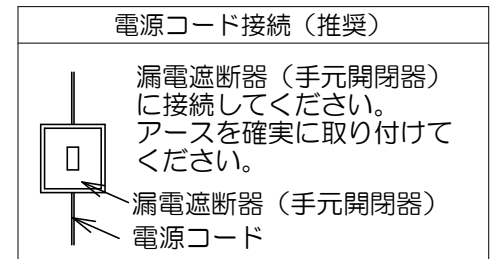 電源コード接続（推奨）
漏電遮断器（手元開閉器）
に接続してください。
アースを確実に取り付けて
ください。
漏電遮断器（手元開閉器）
電源コード